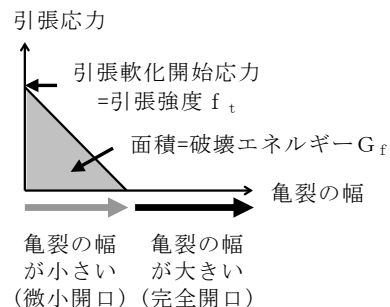 引張応力
引張軟化開始応力
=引張強度 ft
面積=破壊エネルギーGf
亀裂の幅
亀裂の幅
が小さい
(微小開口)
亀裂の幅
が大きい
(完全開口)